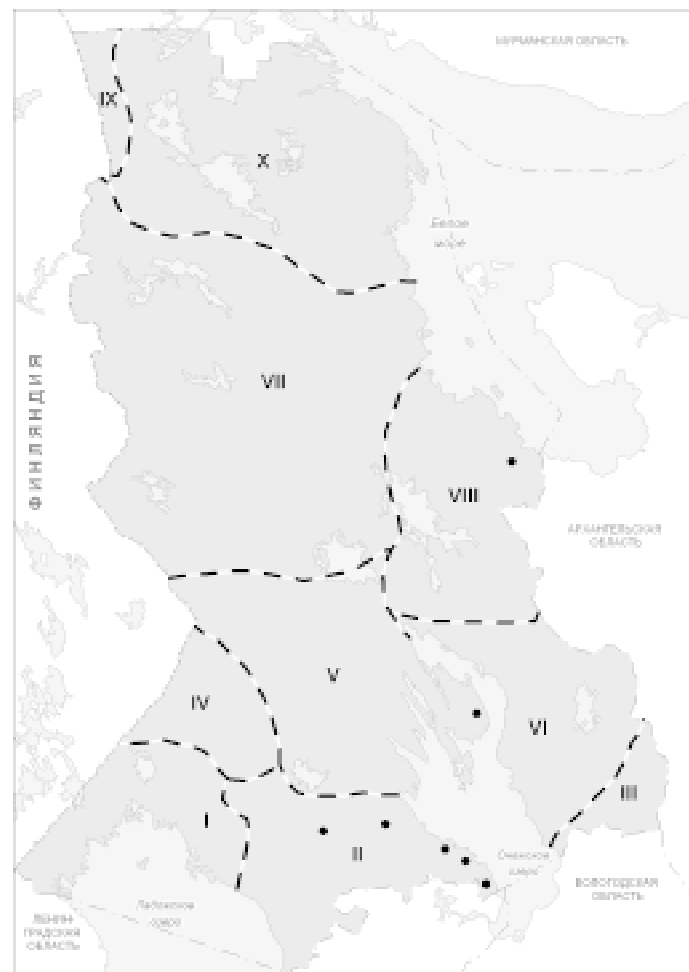 МУРМАНСКАЯ ОБЛАСТЬ
IX
X
Белое
море
ФИНЛЯНДИЯ
VII
VIII
АРХАНГЕЛЬСКАЯ
ОБЛАСТЬ
V
IV
VI
III
I
II
Онежское
озеро
ВОЛОГОДСКАЯ
ОБЛАСТЬ
Ладожское
озеро
ЛЕНИН-
ГРАДСКАЯ
ОБЛАСТЬ